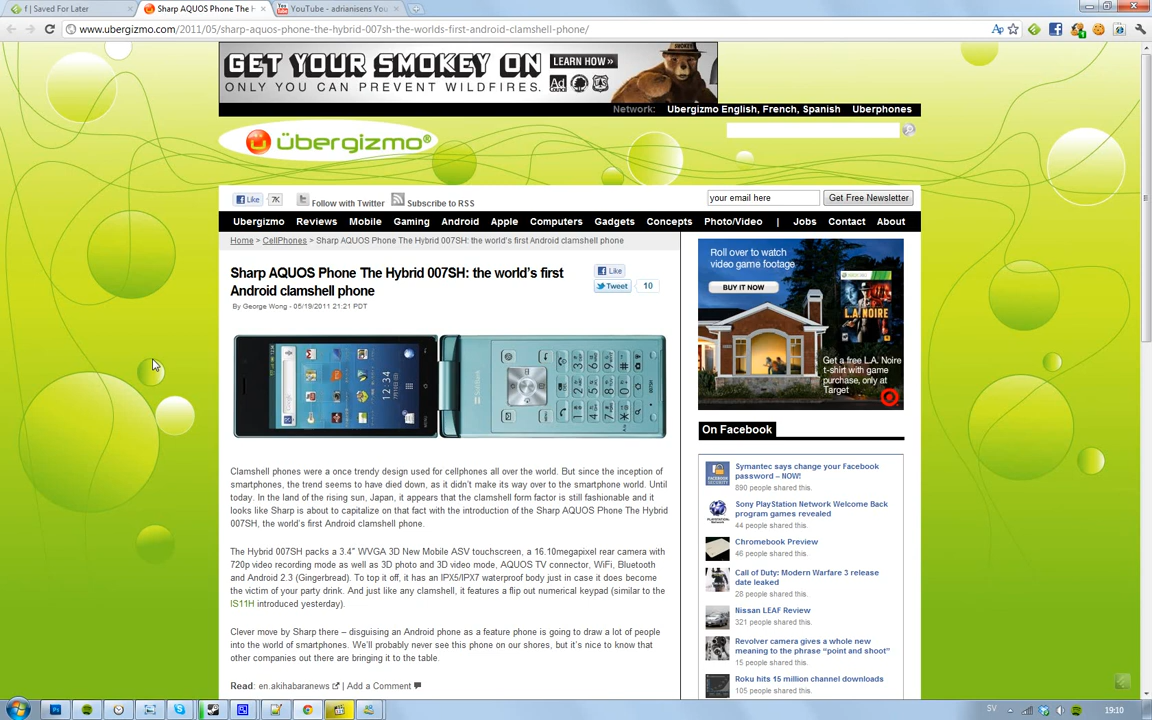 f | Saved For Later
Sharp AQUOS Phone The H
YouTube - adrianisens You
www.ubergizmo.com/2011/05/sharp-aquos-phone-the-hybrid-007sh-the-worlds-first-android-clamshell-phone/
GET YOUR SMOKEY ON
LEARN HOW »
ONLY YOU CAN PREVENT WILDFIRES.
Ad Council
SMOKEY
Network: Ubergizmo English, French, Spanish Uberphones
übergizmo
Like 7K Follow with Twitter Subscribe to RSS
your email here Get Free Newsletter
Ubergizmo Reviews Mobile Gaming Android Apple Computers Gadgets Concepts Photo/Video | Jobs Contact About
Home > CellPhones > Sharp AQUOS Phone The Hybrid 007SH: the world's first Android clamshell phone
Sharp AQUOS Phone The Hybrid 007SH: the world's first
Android clamshell phone
Like
Tweet 10
By George Wong - 05/19/2011 21:21 PDT
12:34
Clamshell phones were a once trendy design used for cellphones all over the world. But since the inception of
smartphones, the trend seems to have died down, as it didn't make its way over to the smartphone world. Until
today. In the land of the rising sun, Japan, it appears that the clamshell form factor is still fashionable and it
looks like Sharp is about to capitalize on that fact with the introduction of the Sharp AQUOS Phone The Hybrid
007SH, the world's first Android clamshell phone.
The Hybrid 007SH packs a 3.4" WVGA 3D New Mobile ASV touchscreen, a 16.10megapixel rear camera with
720p video recording mode as well as 3D photo and 3D video mode, AQUOS TV connector, WiFi, Bluetooth
and Android 2.3 (Gingerbread). To top it off, it has an IPX5/IPX7 waterproof body just in case it does become
the victim of your party drink. And just like any clamshell, it features a flip out numerical keypad (similar to the
IS11H introduced yesterday).
Clever move by Sharp there – disguising an Android phone as a feature phone is going to draw a lot of people
into the world of smartphones. We'll probably never see this phone on our shores, but it's nice to know that
other companies out there are bringing it to the table.
Read: en.akihabaranews | Add a Comment
Roll over to watch
video game footage
BUY IT NOW
L.A. NOIRE
Get a free L.A. Noire
t-shirt with game
purchase, only at
Target
On Facebook
Symantec says change your Facebook
password – NOW!
890 people shared this.
Sony PlayStation Network Welcome Back
program games revealed
44 people shared this.
Chromebook Preview
46 people shared this.
Call of Duty: Modern Warfare 3 release
date leaked
28 people shared this.
Nissan LEAF Review
321 people shared this.
Revolver camera gives a whole new
meaning to the phrase "point and shoot"
15 people shared this.
Roku hits 15 million channel downloads
105 people shared this.
SV
19:10